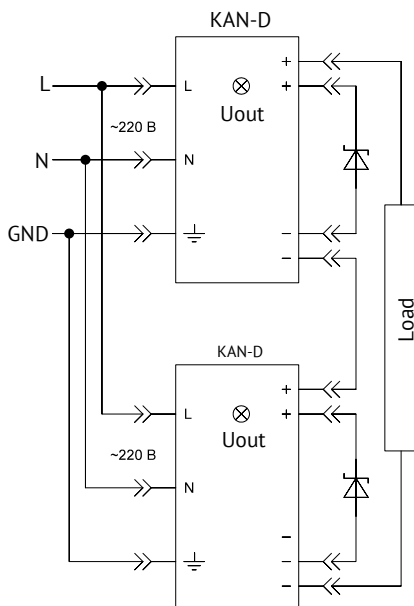 KAN-D
L
L
+
+
Uout
~220 В
N
N
GND
–
–
Load
KAN-D
+
L
+
Uout
~220 В
N
–
–
–